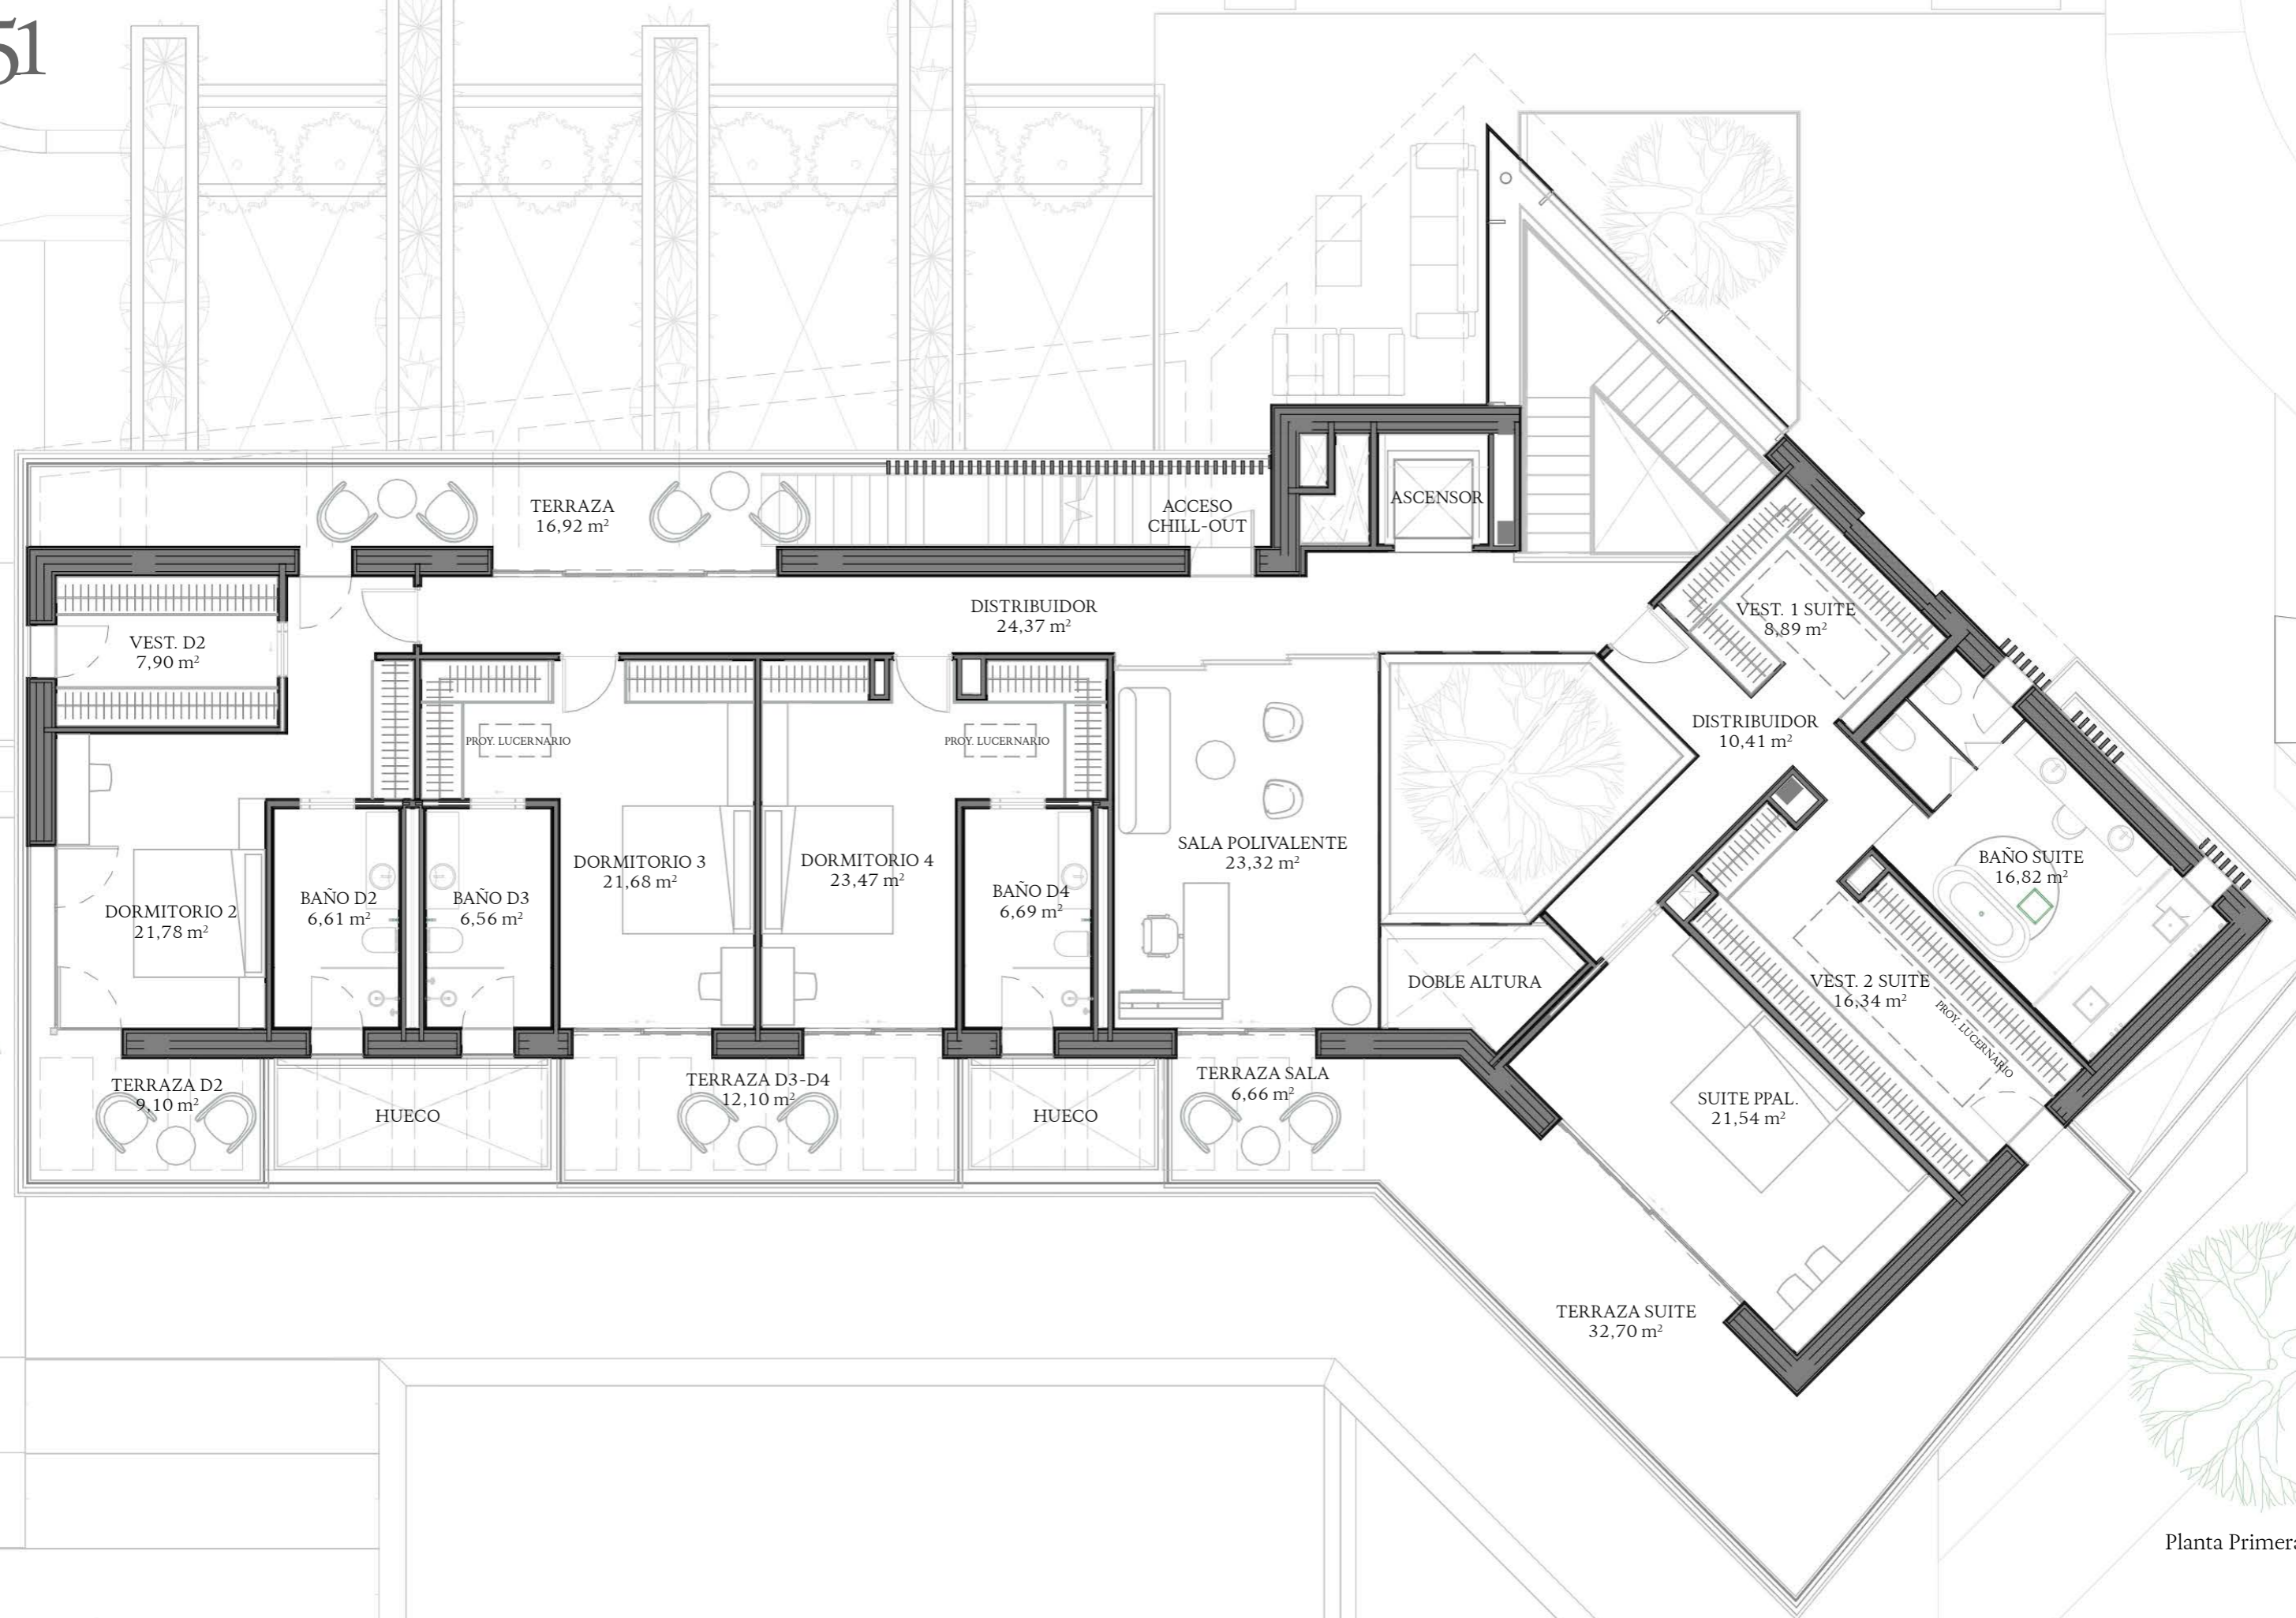 51
TERRAZA
16,92 m²
ACCESO
CHILL-OUT
ASCENSOR
DISTRIBUIDOR
24,37 m²
VEST. D2
7,90 m²
VEST. 1 SUITE
8,89 m²
DISTRIBUIDOR
10,41 m²
PROY. LUCERNARIO
PROY. LUCERNARIO
SALA POLIVALENTE
23,32 m²
DORMITORIO 3
21,68 m²
DORMITORIO 4
23,47 m²
BAÑO SUITE
16,82 m²
DORMITORIO 2
21,78 m²
BAÑO D2
6,61 m²
BAÑO D3
6,56 m²
BAÑO D4
6,69 m²
DOBLE ALTURA
VEST. 2 SUITE
16,34 m²
PROY. LUCERNARIO
TERRAZA D2
9,10 m²
HUECO
TERRAZA D3-D4
12,10 m²
HUECO
TERRAZA SALA
6,66 m²
SUITE PPAL.
21,54 m²
TERRAZA SUITE
32,70 m²
Planta Primera